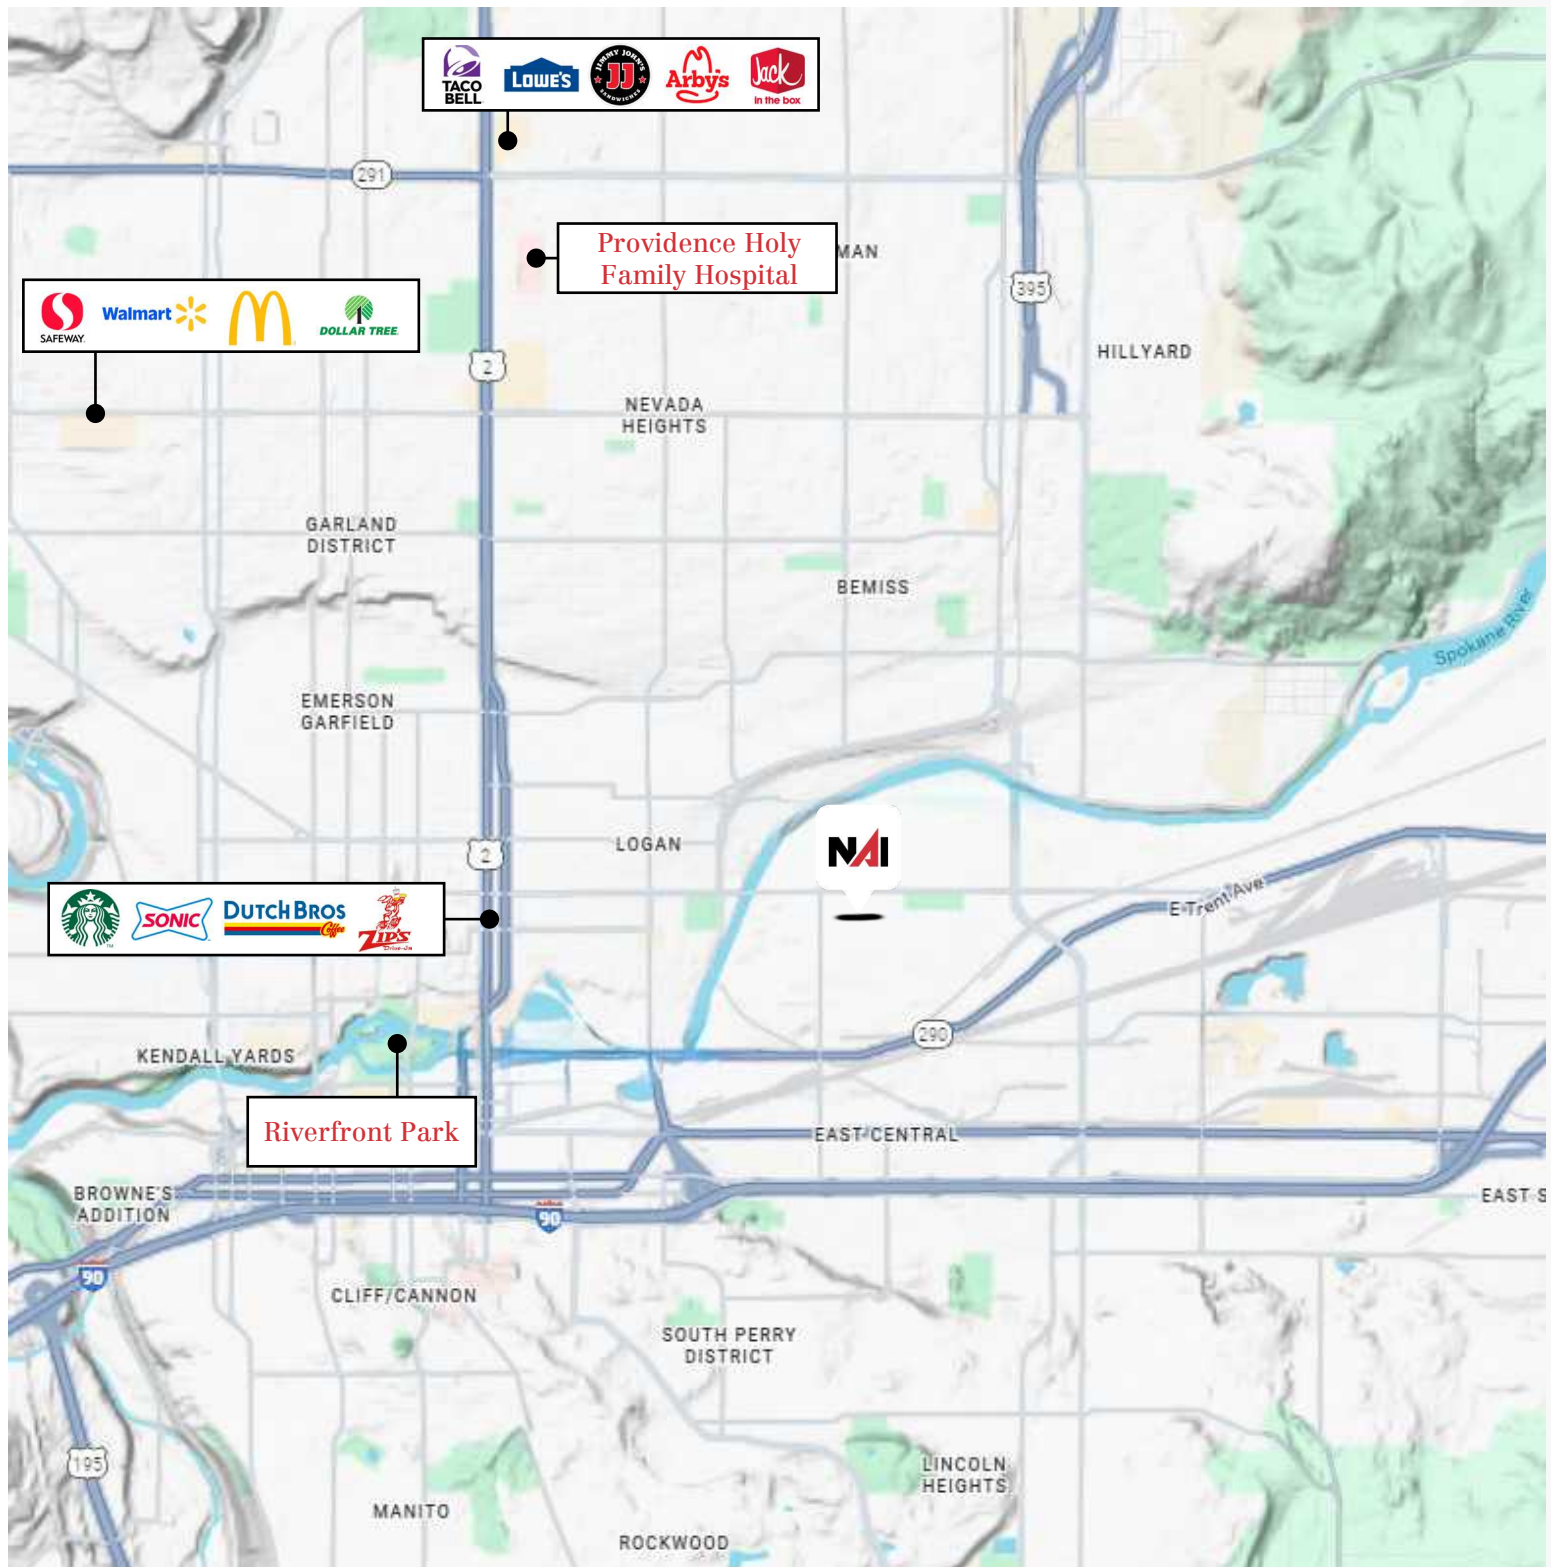 TACO
BELL
LOWE'S
JIMMY JOHN'S
JJ
SANDWICHES
Arby's
Jack
in the box
291
Providence Holy
Family Hospital
MAN
395
SAFEWAY
Walmart
DOLLAR TREE
2
HILLYARD
NEVADA
HEIGHTS
GARLAND
DISTRICT
BEMISS
Spokane River
EMERSON
GARFIELD
LOGAN
NAI
2
E Trent Ave
SONIC
DUTCH BROS
Coffee
ZIP'S
Drive-In
290
KENDALL YARDS
Riverfront Park
EAST CENTRAL
BROWNE'S
ADDITION
EAST S
90
90
CLIFF/CANNON
SOUTH PERRY
DISTRICT
195
LINCOLN
HEIGHTS
MANITO
ROCKWOOD